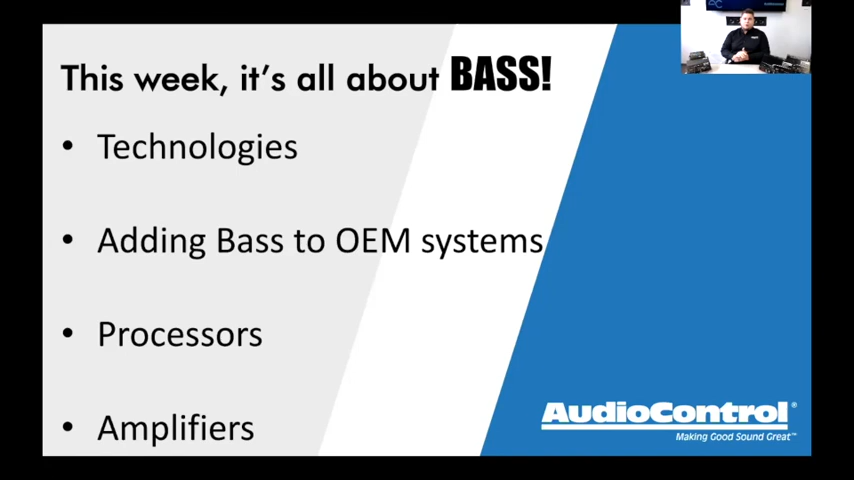 This week, it's all about BASS!
• Technologies
• Adding Bass to OEM systems
• Processors
• Amplifiers
AudioControl®
Making Good Sound Great™